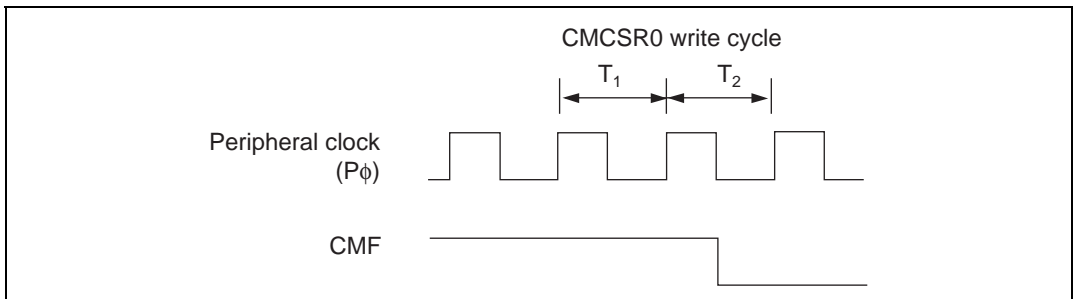 CMCSR0 write cycle
T1 T2
Peripheral clock
(Pϕ)
CMF